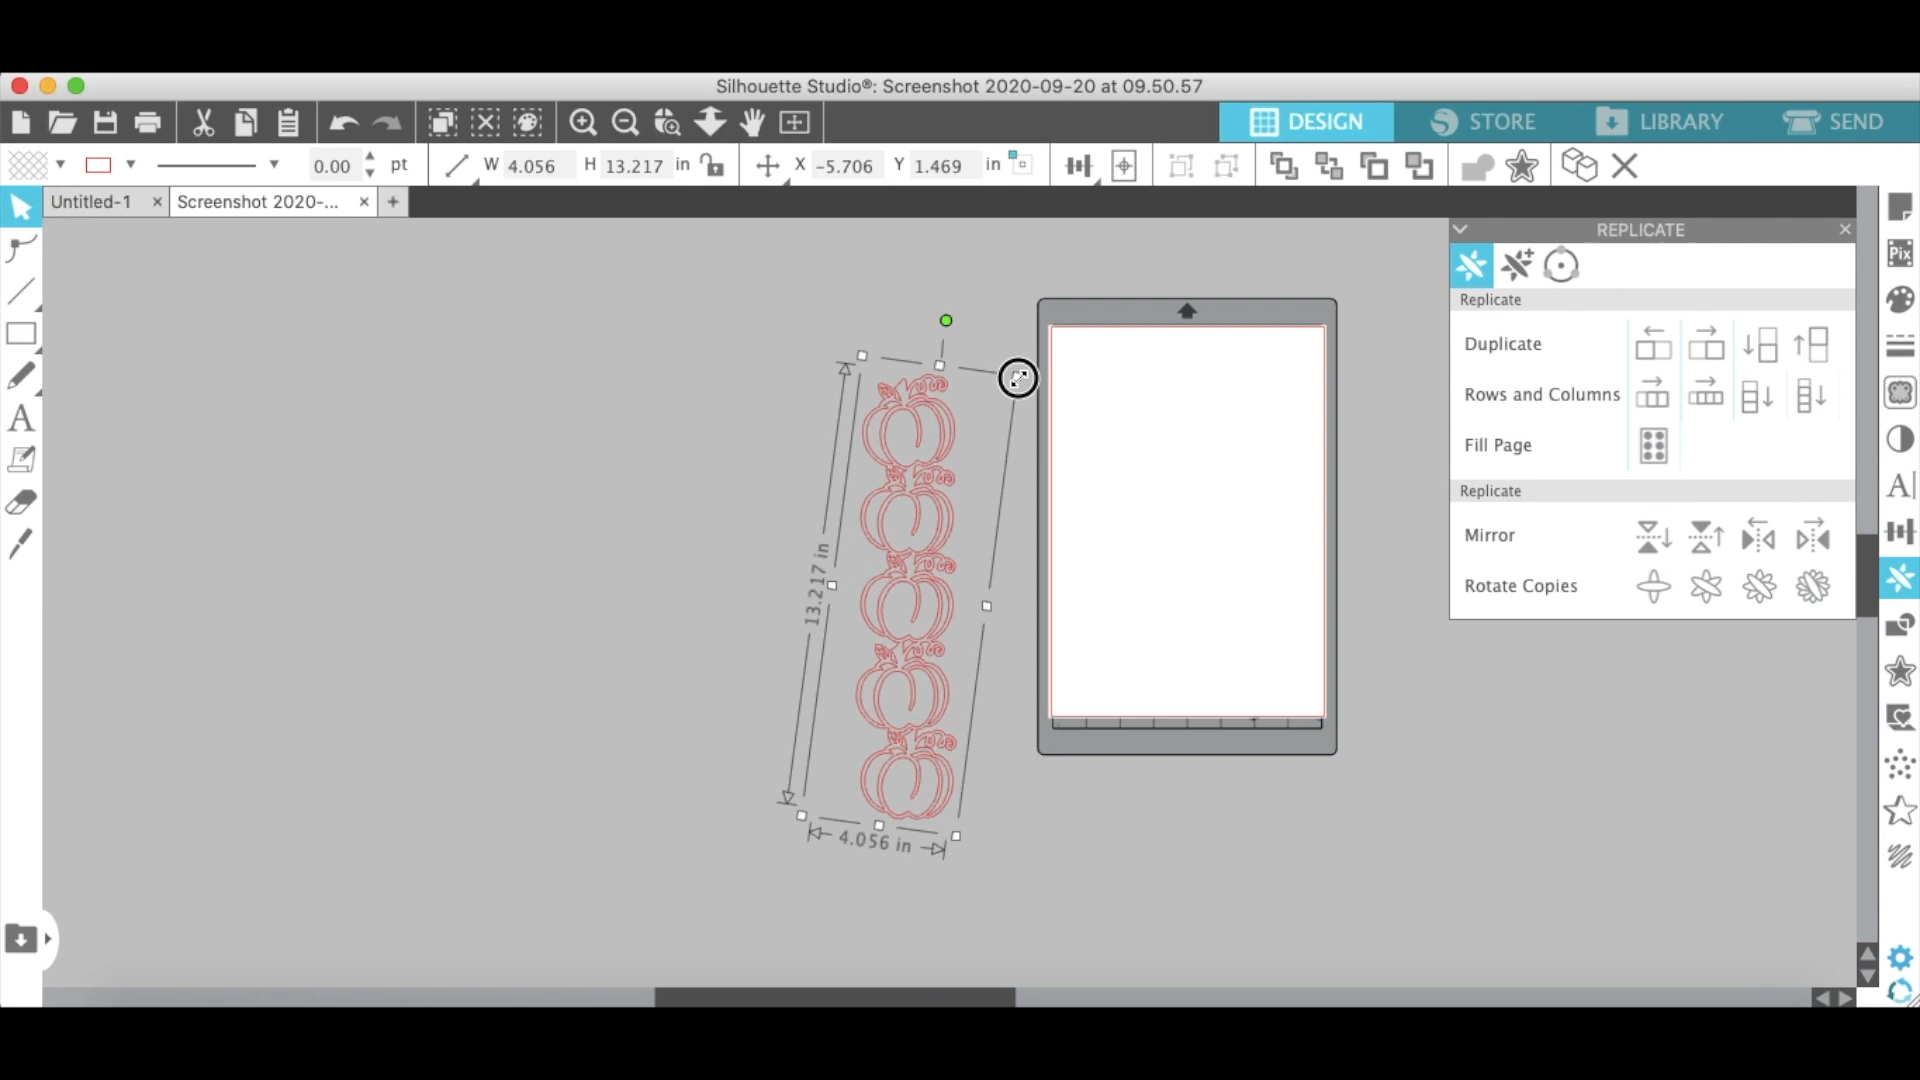 Silhouette Studio®: Screenshot 2020-09-20 at 09.50.57
DESIGN STORE LIBRARY SEND
0.00 pt W 4.056 H 13.217 in X -5.706 Y 1.469 in
Untitled-1 × Screenshot 2020-... × +
REPLICATE
Replicate
Duplicate
Rows and Columns
Fill Page
Replicate
Mirror
Rotate Copies
Pix
A
A
13.217 in
4.056 in